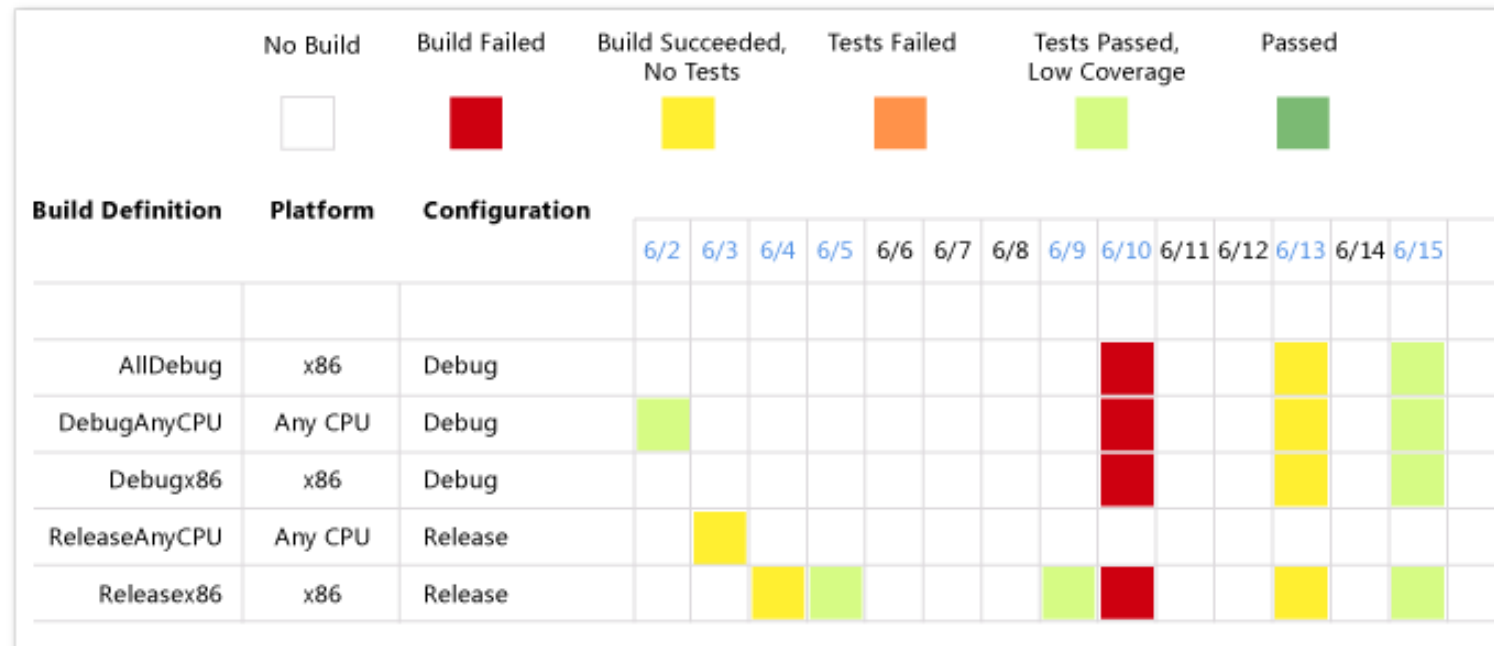 No Build Build Failed Build Succeeded, Tests Failed Tests Passed, Passed
No Tests Low Coverage
Build Definition Platform Configuration
6/2 6/3 6/4 6/5 6/6 6/7 6/8 6/9 6/10 6/11 6/12 6/13 6/14 6/15
AllDebug x86 Debug
DebugAnyCPU Any CPU Debug
Debugx86 x86 Debug
ReleaseAnyCPU Any CPU Release
Releasex86 x86 Release